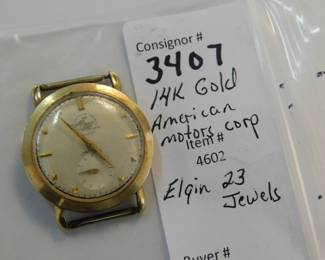 Consignor #
3407
14K Gold
American
motors corp
Item #
4602
Elgin 23
Jewels
Buyer #